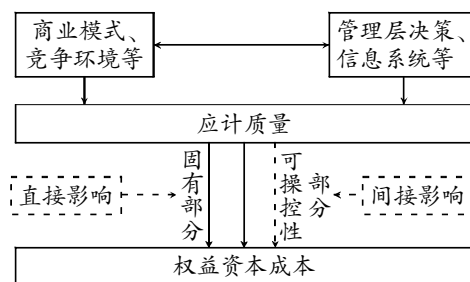 商业模式、
竞争环境等
管理层决策、
信息系统等
应计质量
固有部分
可操控性
部分
直接影响
间接影响
权益资本成本